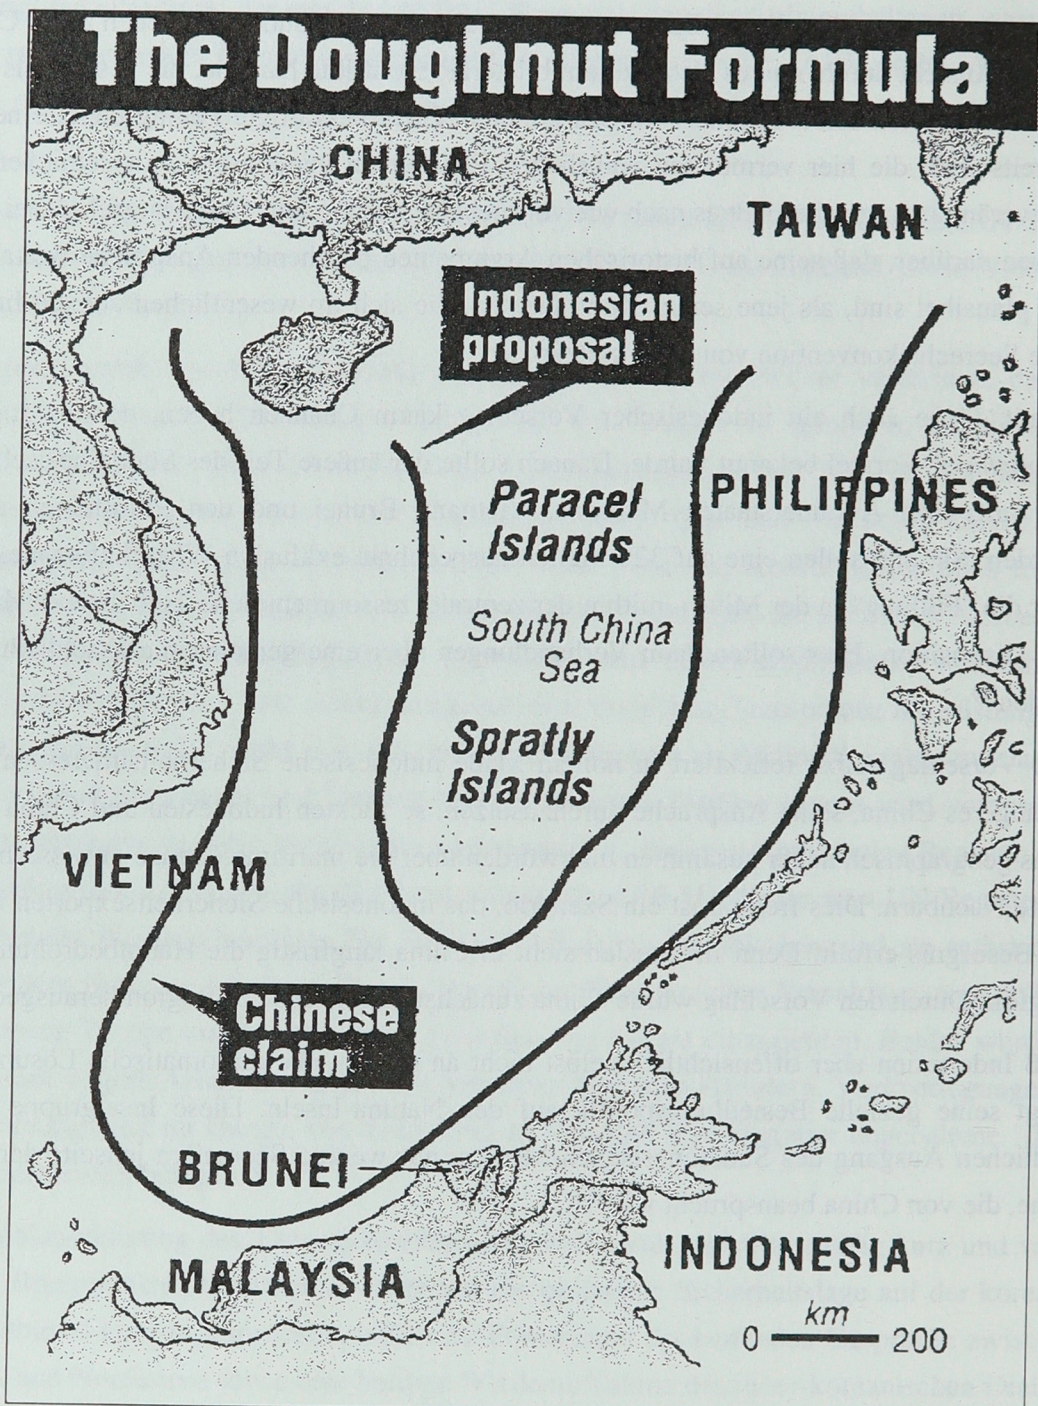 The Doughnut Formula
CHINA
TAIWAN
Indonesian
proposal
PHILIPPINES
Paracel
Islands
South China
Sea
Spratly
Islands
VIETNAM
Chinese
claim
BRUNEI
MALAYSIA
INDONESIA
km
0 200